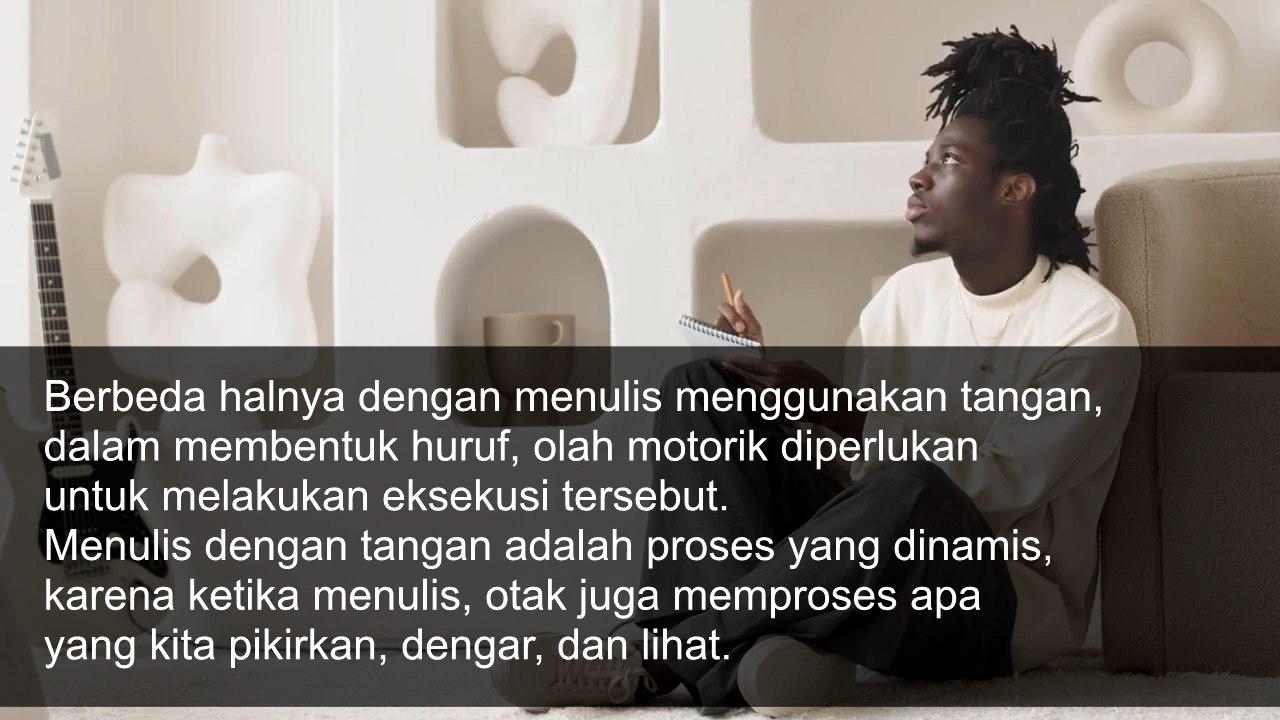 Berbeda halnya dengan menulis menggunakan tangan,
dalam membentuk huruf, olah motorik diperlukan
untuk melakukan eksekusi tersebut.
Menulis dengan tangan adalah proses yang dinamis,
karena ketika menulis, otak juga memproses apa
yang kita pikirkan, dengar, dan lihat.